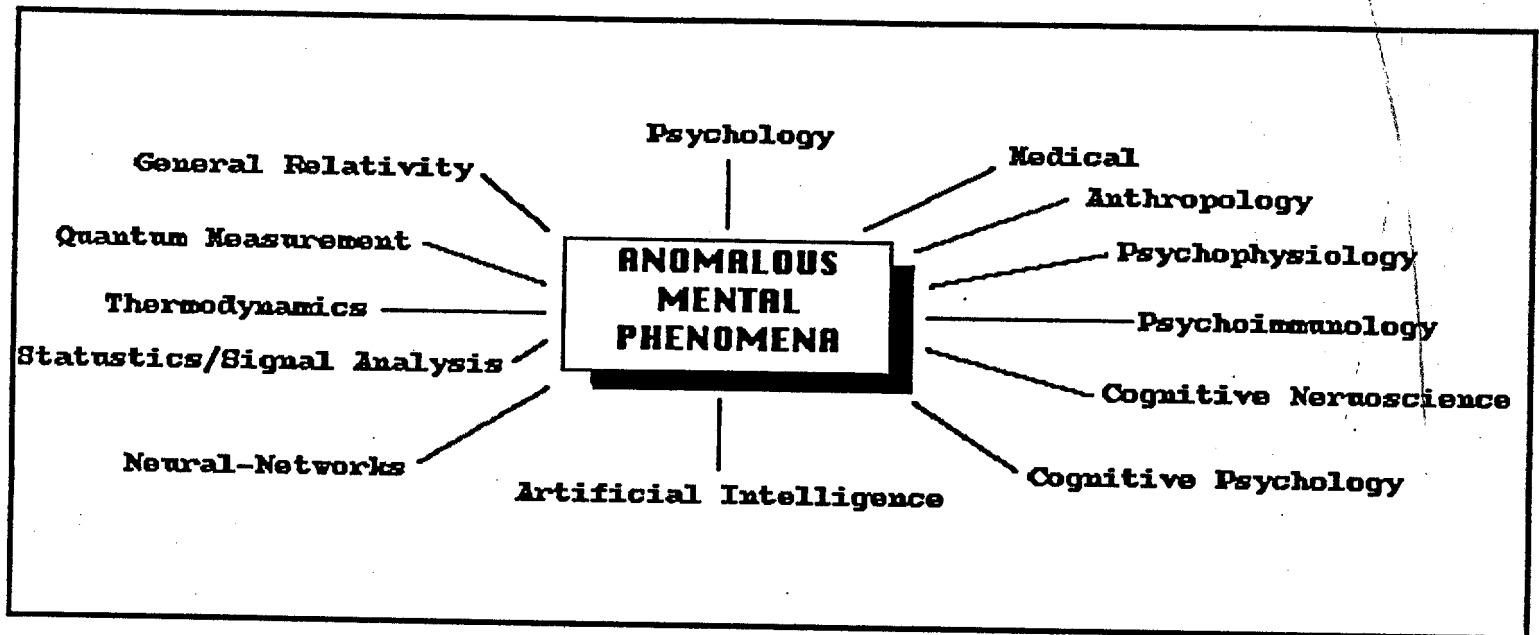 Psychology
General Relativity
Medical
Anthropology
Quantum Measurement
Psychophysiology
ANOMALOUS
MENTAL
PHENOMENA
Thermodynamics
Psychoimmunology
Statustics/Signal Analysis
Cognitive Neruoscience
Neural-Networks
Cognitive Psychology
Artificial Intelligence